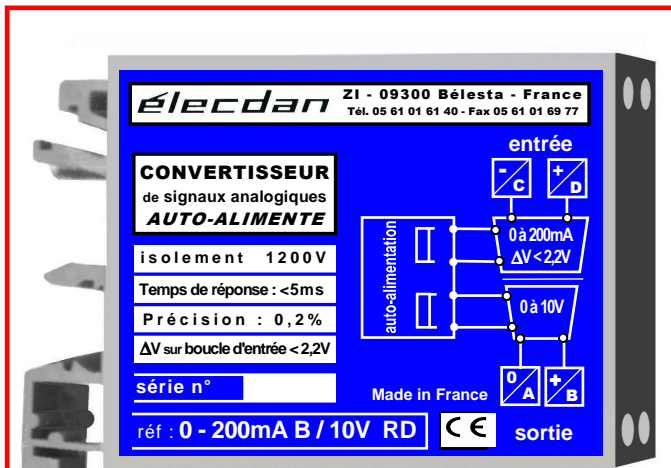 élecdan
ZI - 09300 Bélesta - France
Tél. 05 61 01 61 40 - Fax 05 61 01 69 77
CONVERTISSEUR
de signaux analogiques
AUTO-ALIMENTE
isolement 1200V
Temps de réponse : <5ms
Précision : 0,2%
ΔV sur boucle d'entrée < 2,2V
série n°
réf : 0 - 200mA B / 10V RD
CE
entrée
- C
+ D
auto-alimentation
0 à 200mA
ΔV < 2,2V
0 à 10V
0 A
+ B
Made in France
sortie